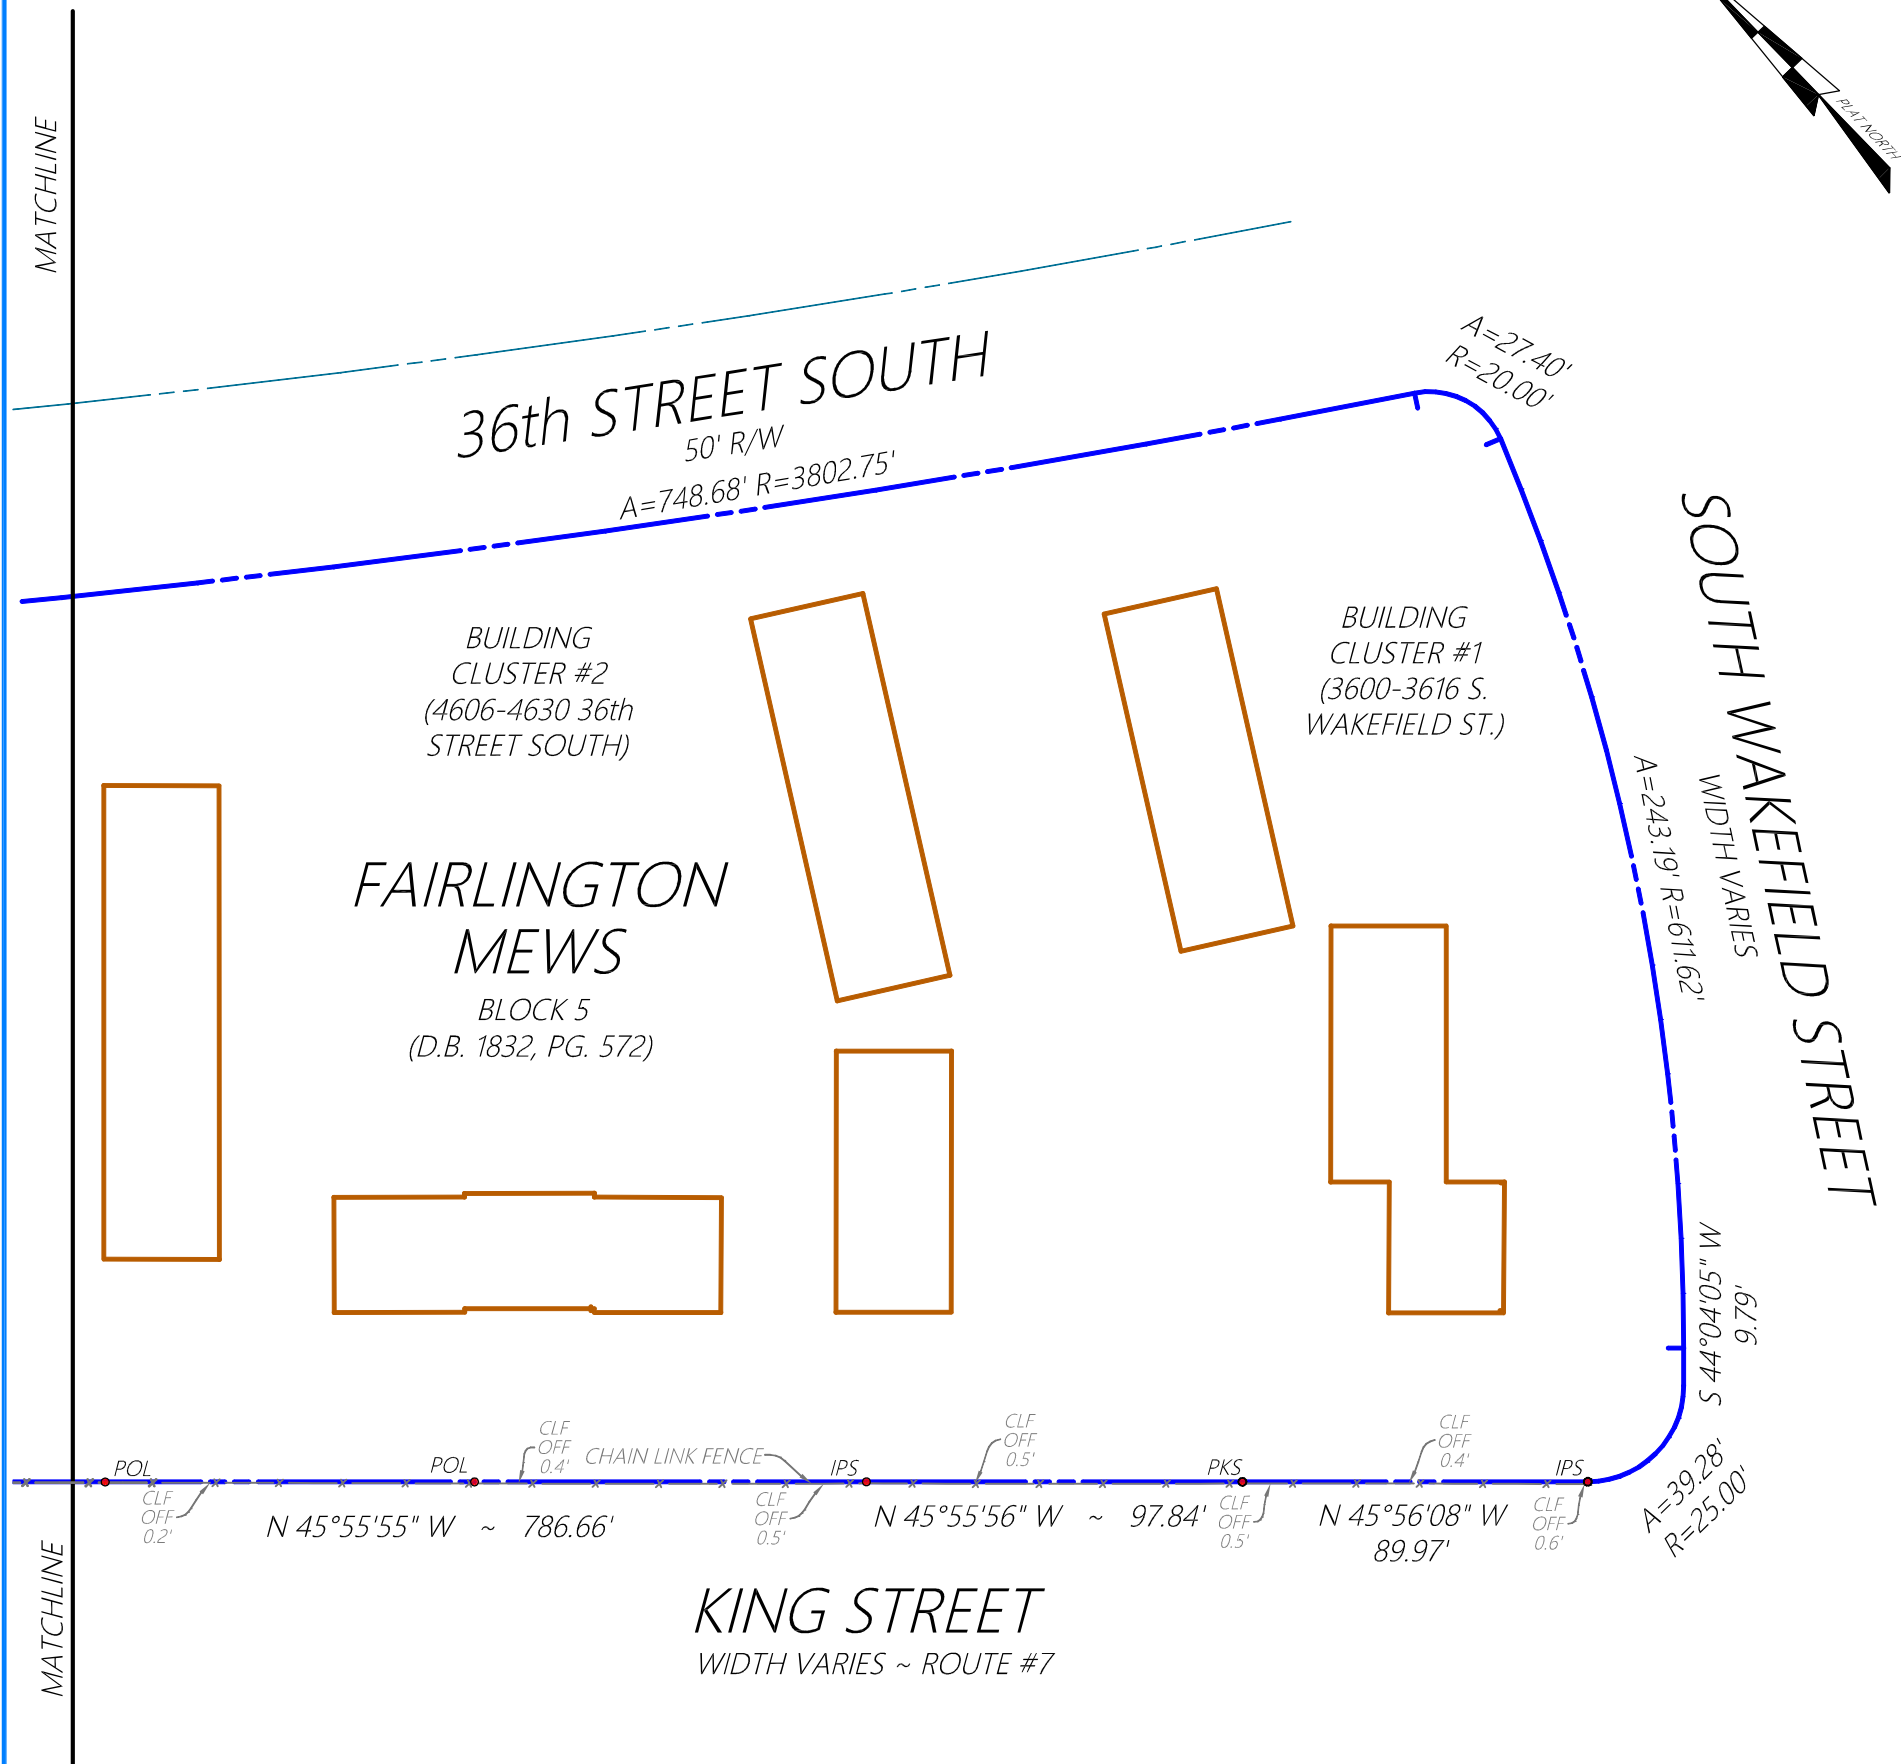 PLAT NORTH
MATCHLINE
A=27.40'
R=20.00'
36th STREET SOUTH
50' R/W
A=748.68' R=3802.75'
SOUTH WAKEFIELD STREET
WIDTH VARIES
A=243.19' R=611.62'
BUILDING
CLUSTER #2
(4606-4630 36th
STREET SOUTH)
BUILDING
CLUSTER #1
(3600-3616 S.
WAKEFIELD ST.)
FAIRLINGTON
MEWS
BLOCK 5
(D.B. 1832, PG. 572)
S 44°04'05" W
9.79'
A=39.28'
R=25.00'
CLF
OFF
0.4'
CHAIN LINK FENCE
CLF
OFF
0.5'
CLF
OFF
0.4'
POL
POL
IPS
PKS
IPS
CLF
OFF
0.2'
N 45°55'55" W ~ 786.66'
CLF
OFF
0.5'
N 45°55'56" W ~ 97.84'
CLF
OFF
0.5'
N 45°56'08" W
89.97'
CLF
OFF
0.6'
MATCHLINE
KING STREET
WIDTH VARIES ~ ROUTE #7